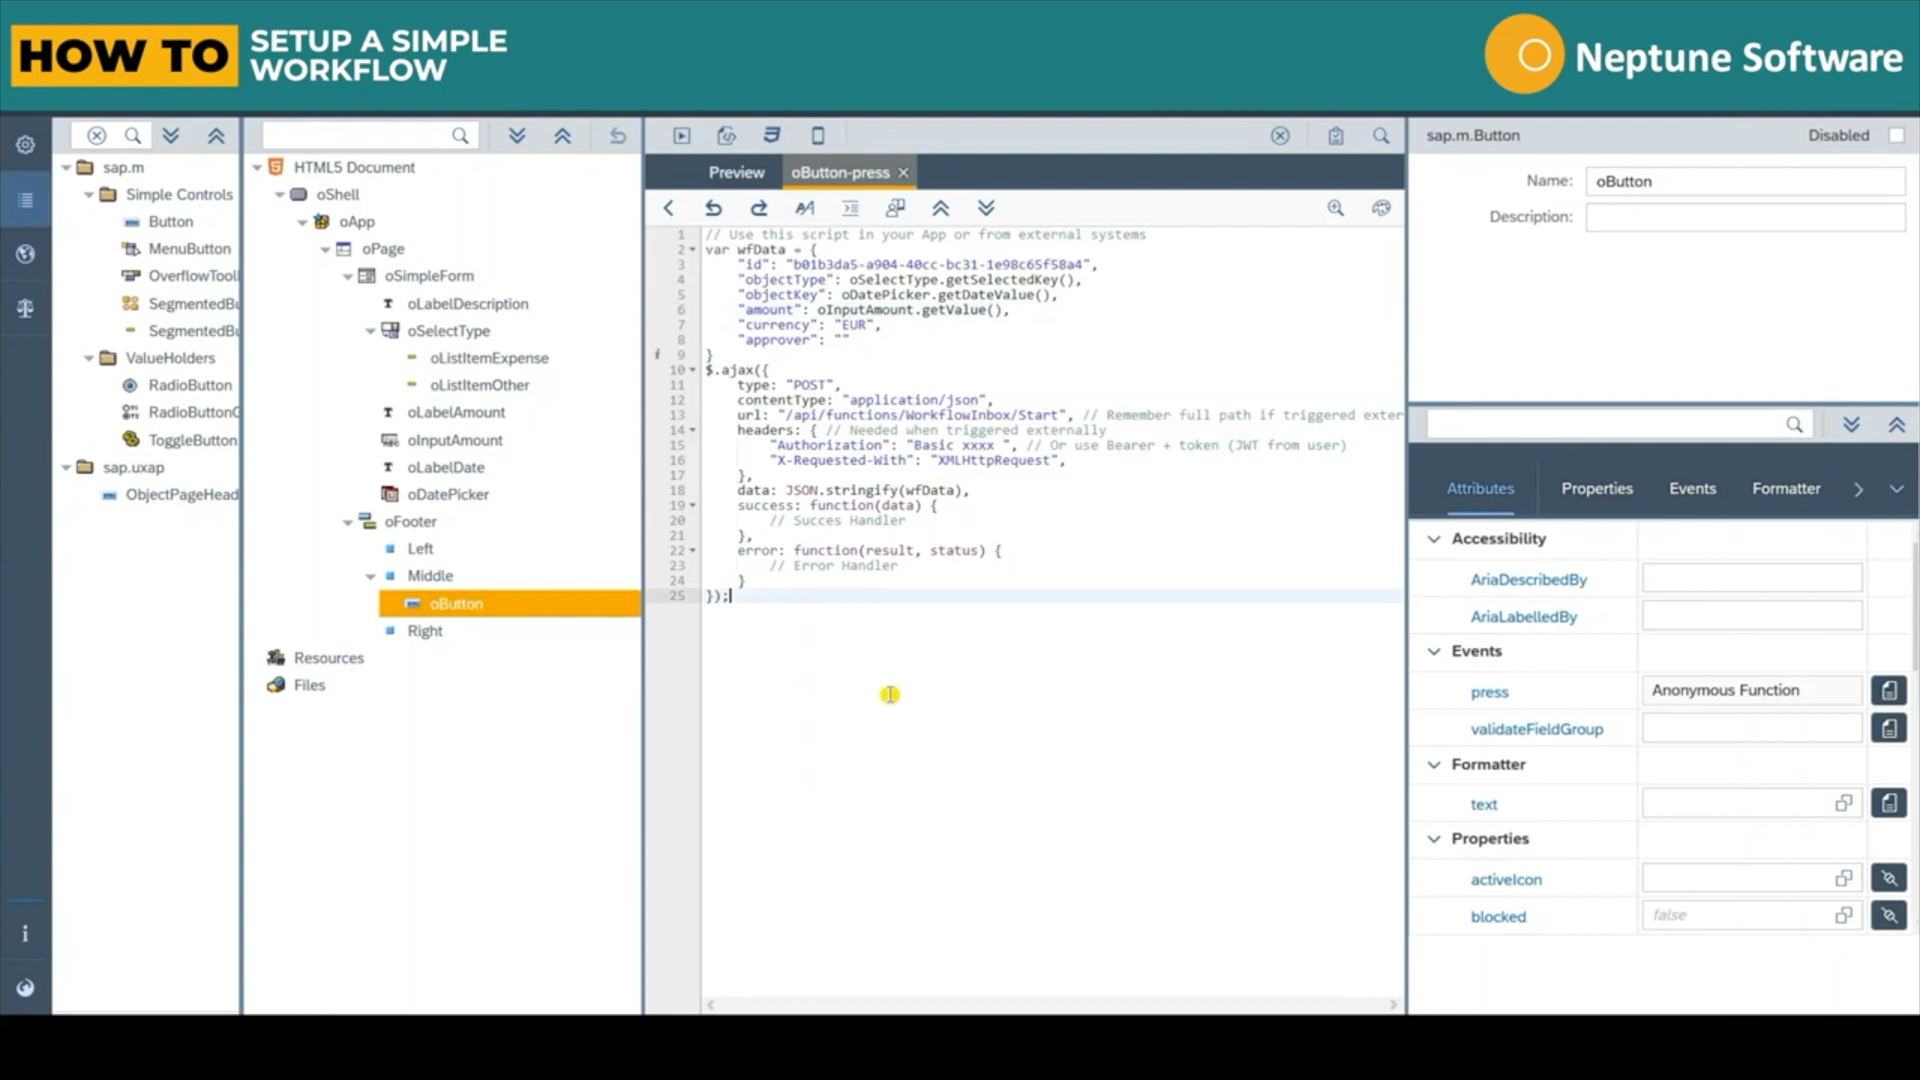 HOW TO
SETUP A SIMPLE
WORKFLOW
Neptune Software
sap.m
Simple Controls
Button
MenuButton
OverflowTool
SegmentedBu
SegmentedBu
ValueHolders
RadioButton
RadioButtonG
ToggleButton
sap.uxap
ObjectPageHead
HTML5 Document
oShell
oApp
oPage
oSimpleForm
oLabelDescription
oSelectType
oListItemExpense
oListItemOther
oLabelAmount
oInputAmount
oLabelDate
oDatePicker
oFooter
Left
Middle
oButton
Right
Resources
Files
Preview
oButton-press
1 // Use this script in your App or from external systems
2 var wfData = {
3 "id": "b01b3da5-a904-40cc-bc31-1e98c65f58a4",
4 "objectType": oSelectType.getSelectedKey(),
5 "objectKey": oDatePicker.getDateValue(),
6 "amount": oInputAmount.getValue(),
7 "currency": "EUR",
8 "approver": ""
9 }
10 $.ajax({
11 type: "POST",
12 contentType: "application/json",
13 url: "/api/functions/WorkflowInbox/Start", // Remember full path if triggered exter
14 headers: { // Needed when triggered externally
15 "Authorization": "Basic xxxx ", // Or use Bearer + token (JWT from user)
16 "X-Requested-With": "XMLHttpRequest",
17 },
18 data: JSON.stringify(wfData),
19 success: function(data) {
20 // Succes Handler
21 },
22 error: function(result, status) {
23 // Error Handler
24 }
25 });
sap.m.Button
Disabled
Name: oButton
Description:
Attributes Properties Events Formatter
Accessibility
AriaDescribedBy
AriaLabelledBy
Events
press Anonymous Function
validateFieldGroup
Formatter
text
Properties
activeIcon
blocked false